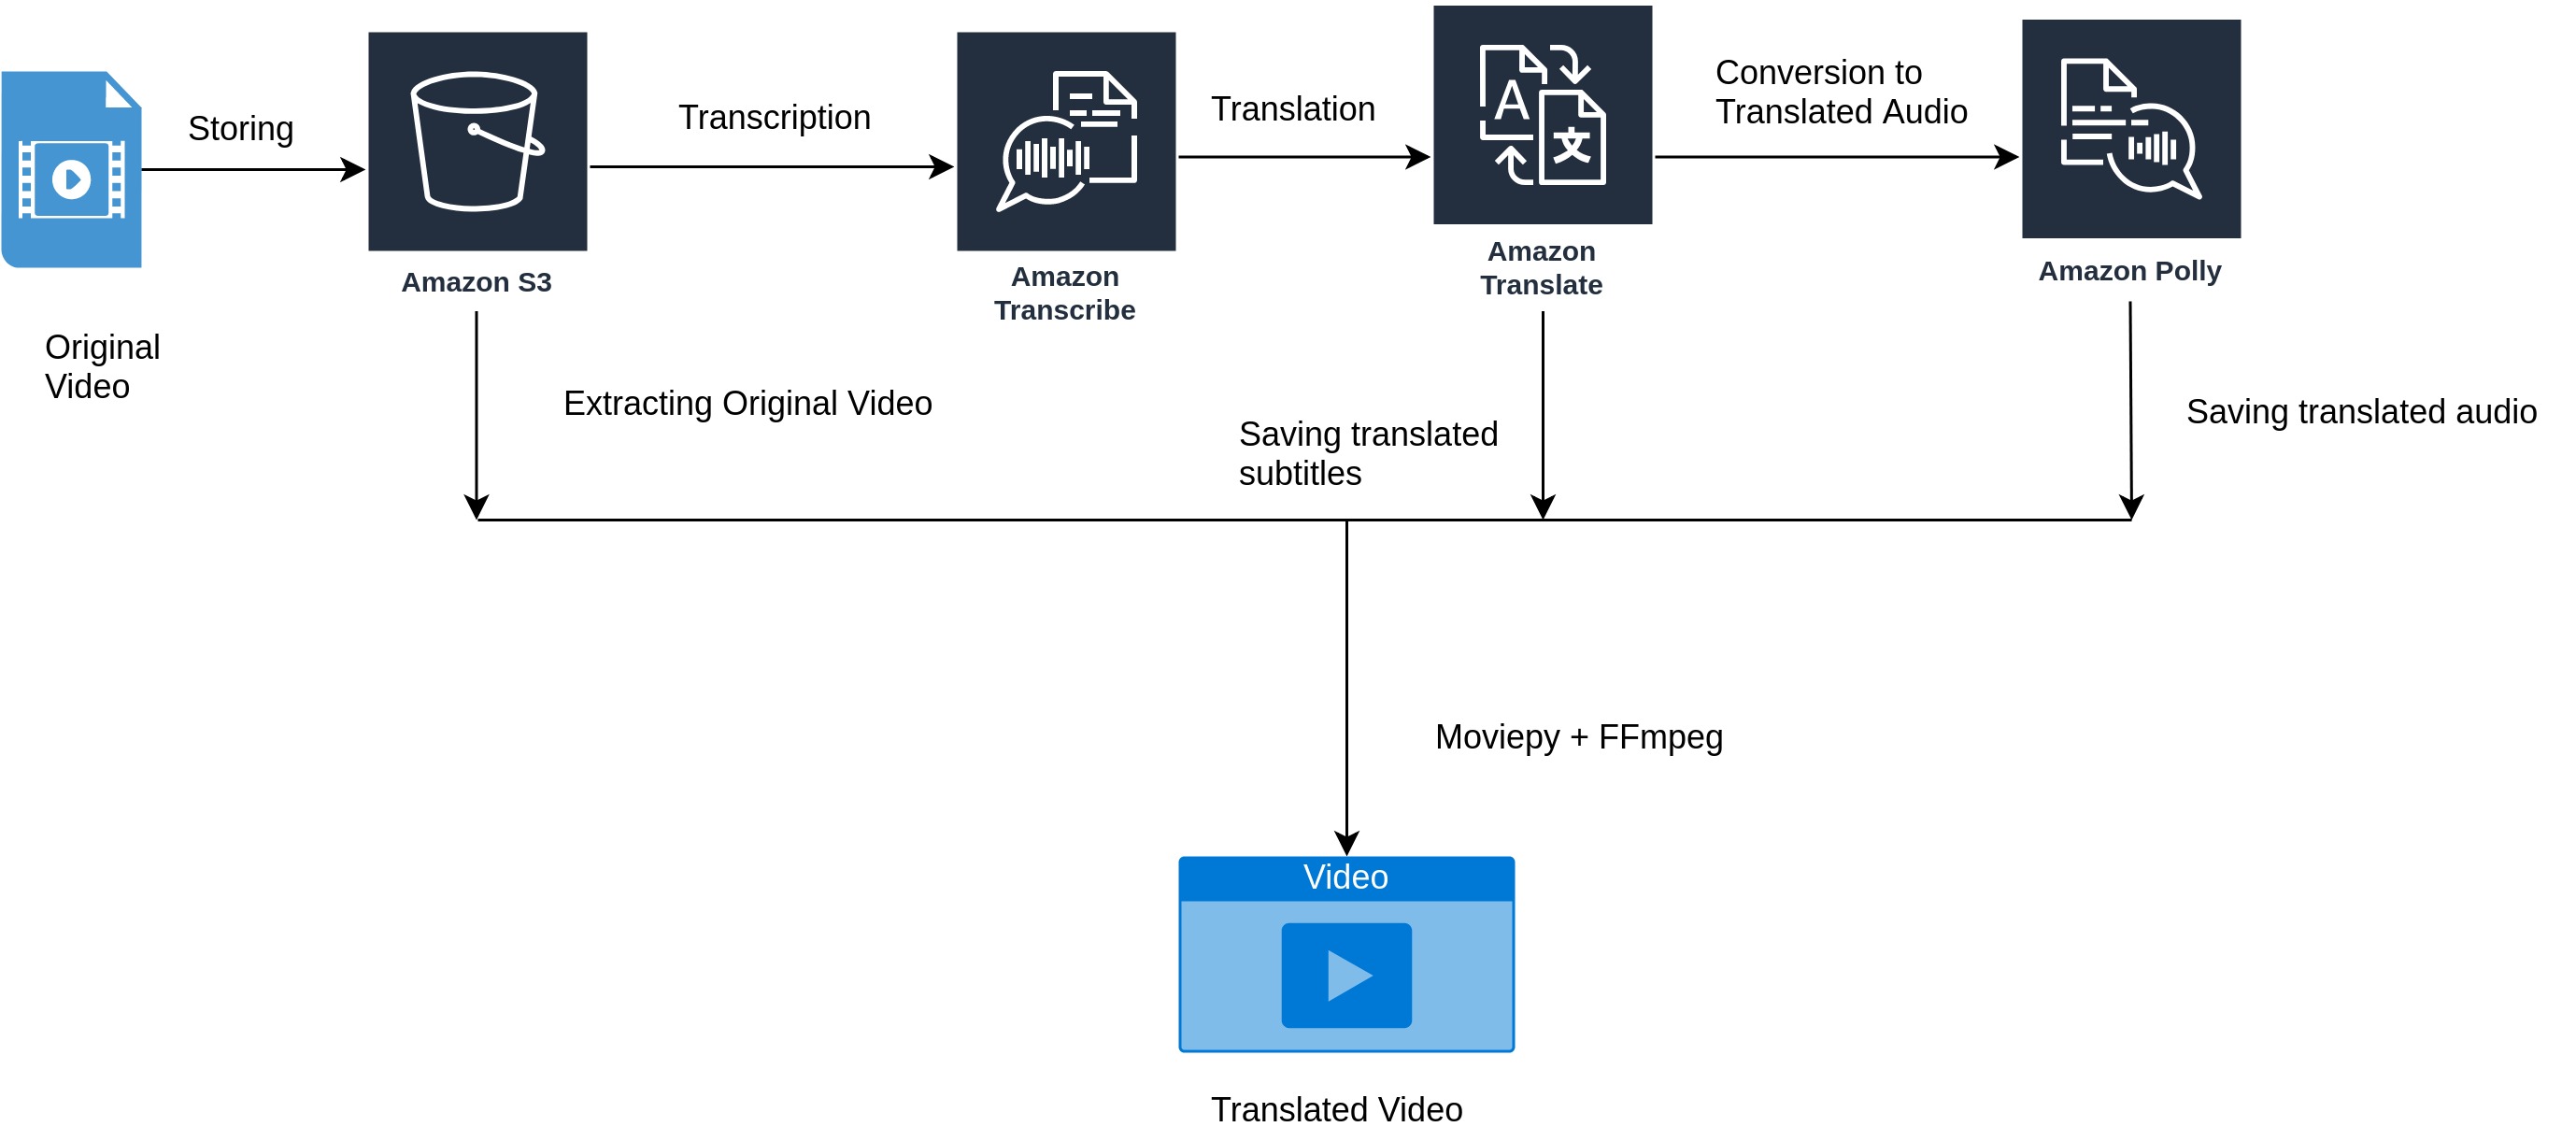 Storing
Transcription
Translation
Conversion to
Translated Audio
Amazon S3
Amazon
Transcribe
Amazon
Translate
Amazon Polly
Original
Video
Extracting Original Video
Saving translated
subtitles
Saving translated audio
Moviepy + FFmpeg
Video
Translated Video
A
文